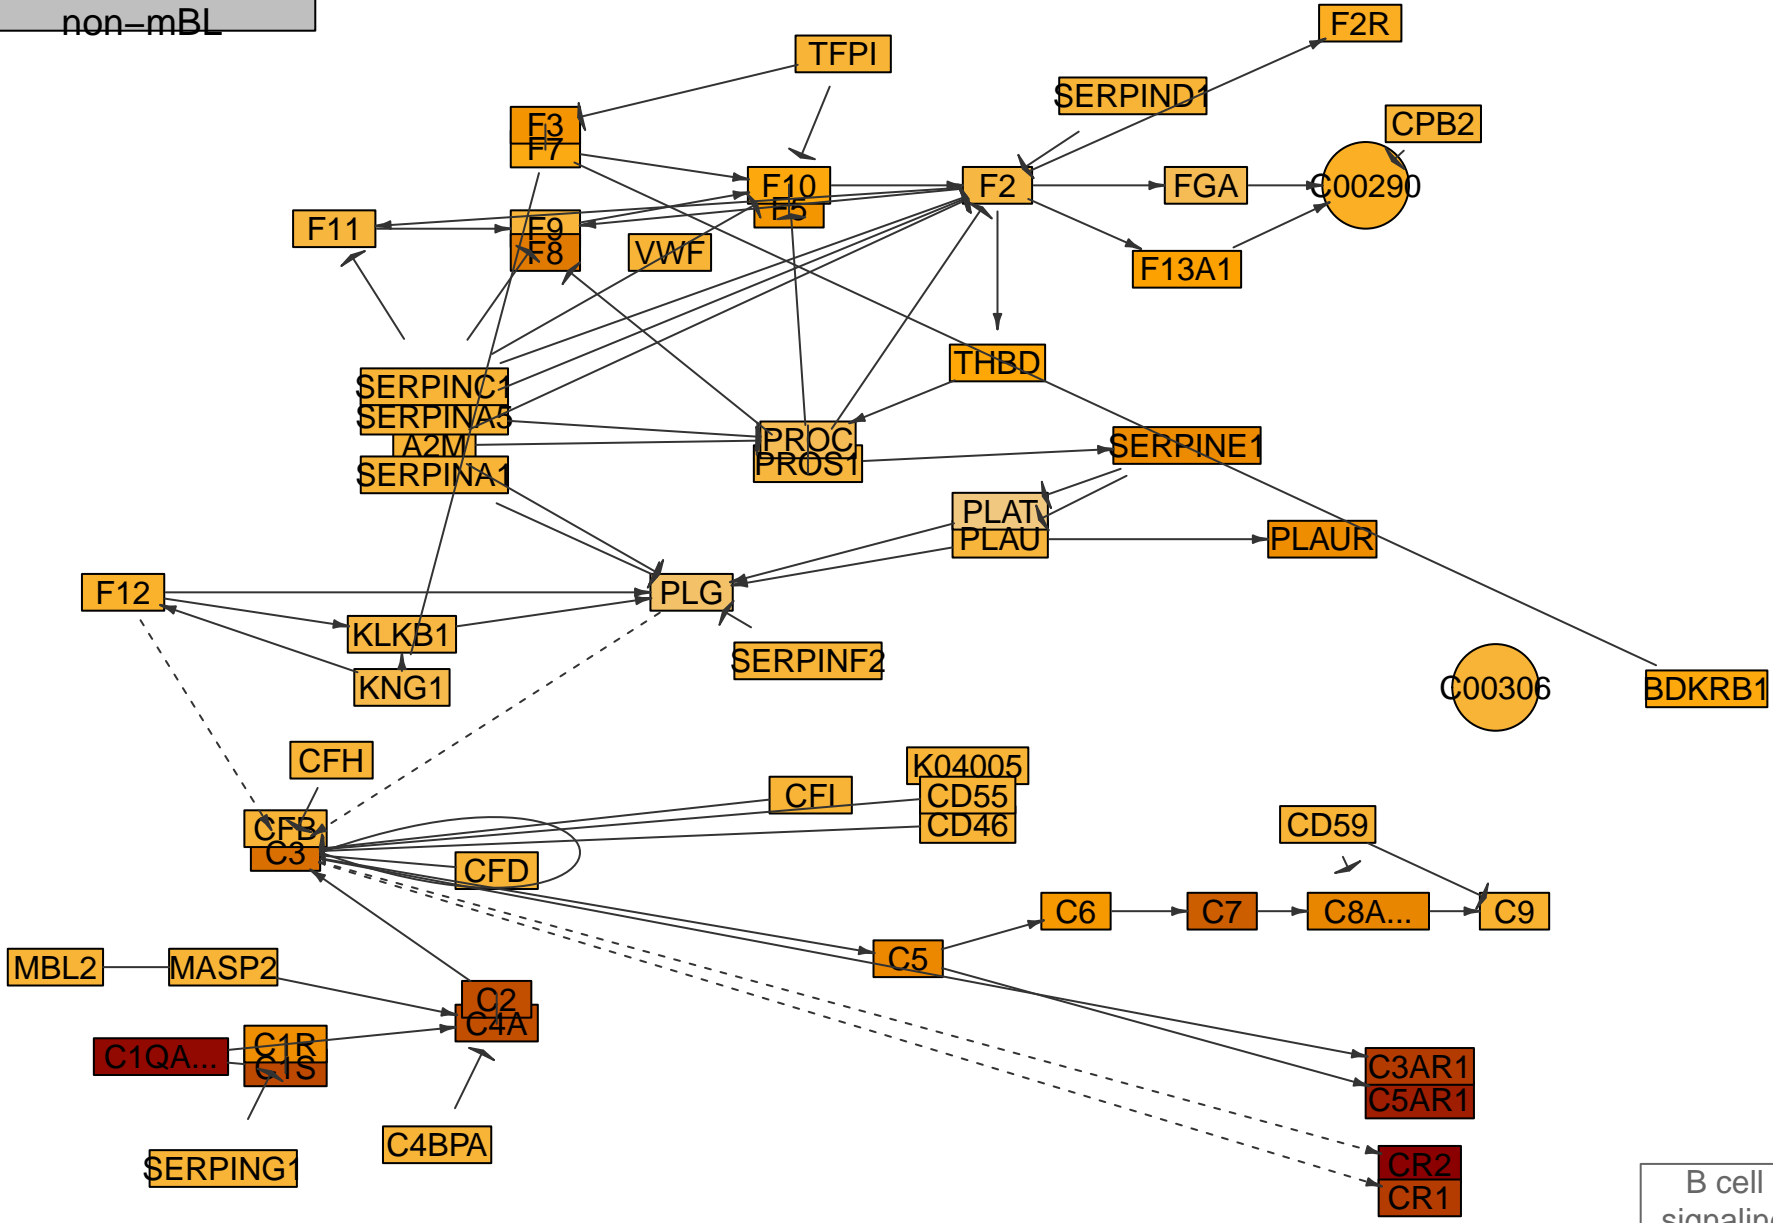 non−mBL
F2R
TFPI
SERPIND1
CPB2
F3
F7
F10
F5
F2
FGA
C00290
F11
F9
F8
VWF
F13A1
THBD
SERPINC1
SERPINA5
A2M
SERPINA1
PROC
PROS1
SERPINE1
PLAT
PLAU
PLAUR
F12
PLG
KLKB1
SERPINF2
KNG1
C00306
BDKRB1
CFH
K04005
CFI
CD55
CD46
CFB
C3
CD59
CFD
C6
C7
C8A...
C9
C5
MBL2
MASP2
C2
C4A
C1QA...
C1R
C1S
C3AR1
C5AR1
C4BPA
SERPING1
CR2
CR1
B cell